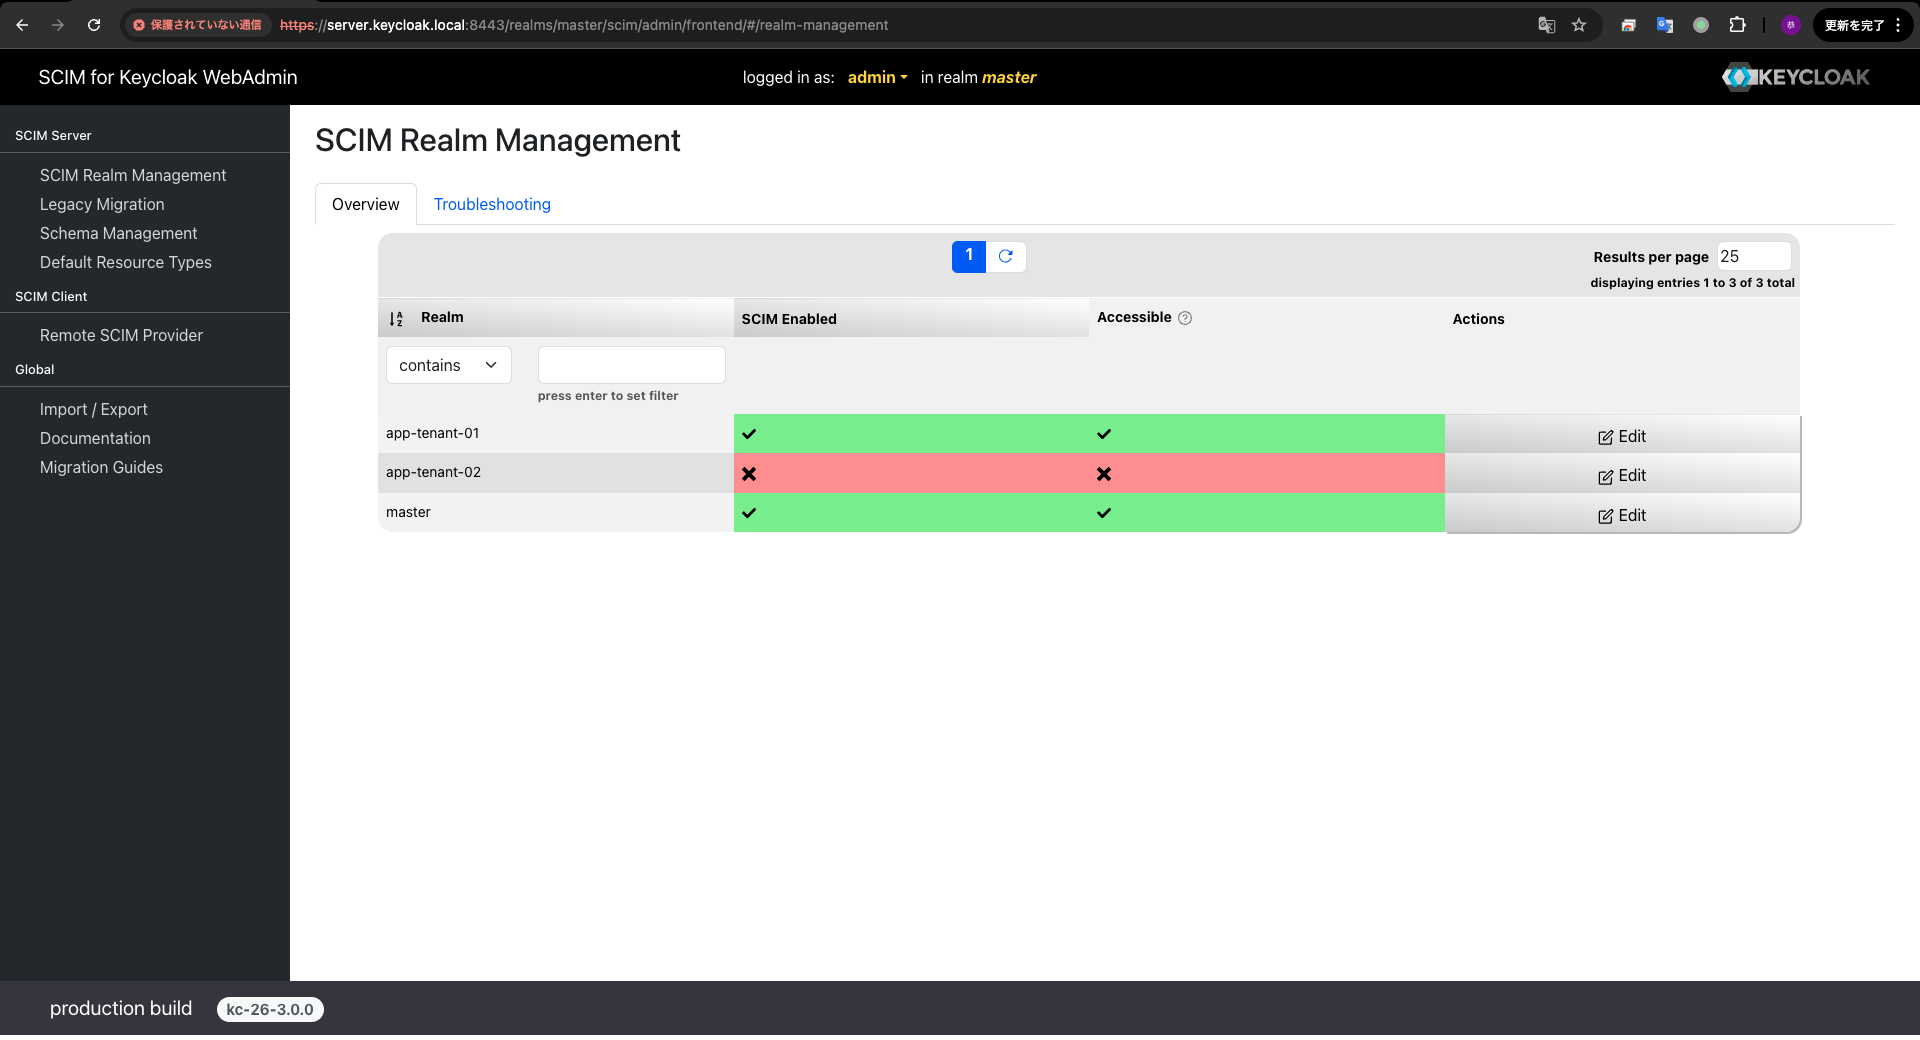 保護されていない通信 https://server.keycloak.local:8443/realms/master/scim/admin/frontend/#/realm-management 更新を完了
SCIM for Keycloak WebAdmin logged in as: admin in realm master KEYCLOAK
SCIM Server
SCIM Realm Management
Legacy Migration
Schema Management
Default Resource Types
SCIM Client
Remote SCIM Provider
Global
Import / Export
Documentation
Migration Guides
SCIM Realm Management
Overview Troubleshooting
1 Results per page 25
displaying entries 1 to 3 of 3 total
Realm SCIM Enabled Accessible Actions
contains
press enter to set filter
app-tenant-01 Edit
app-tenant-02 Edit
master Edit
production build kc-26-3.0.0